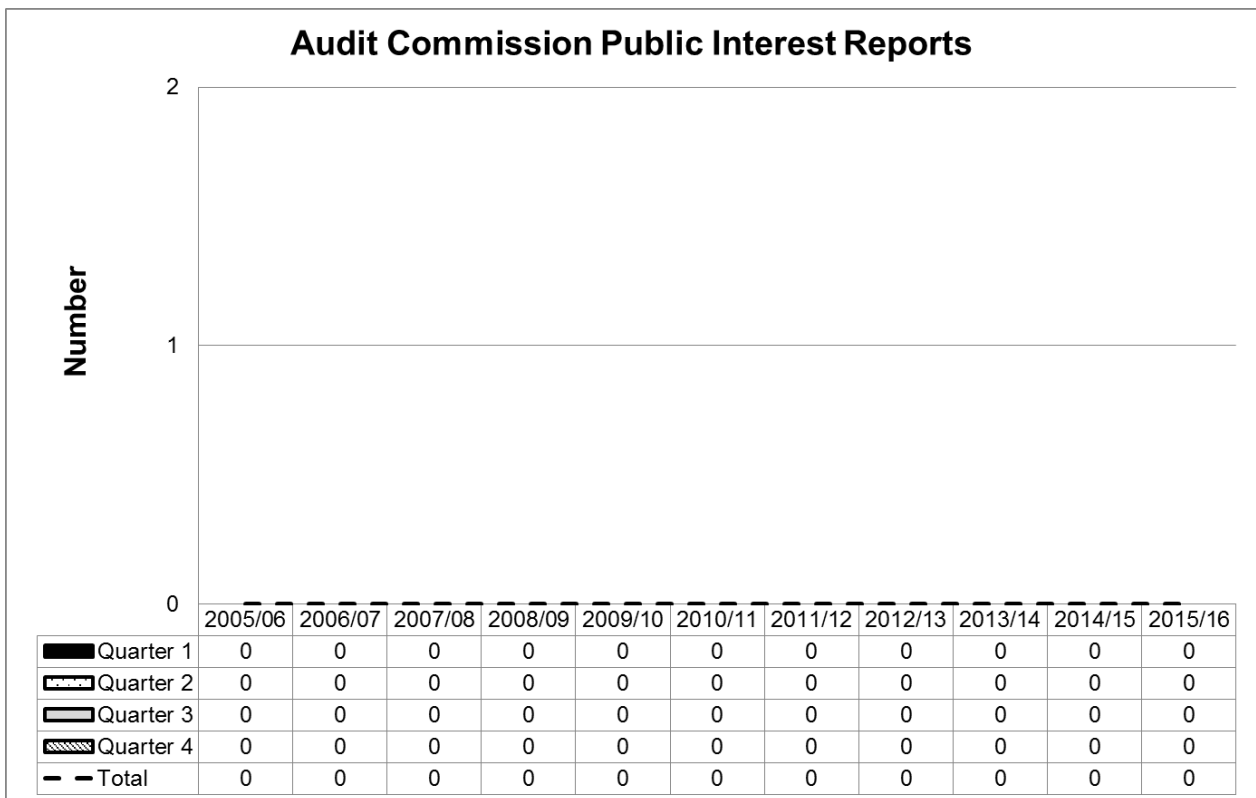 Audit Commission Public Interest Reports
2
Number
1
0
2005/06 2006/07 2007/08 2008/09 2009/10 2010/11 2011/12 2012/13 2013/14 2014/15 2015/16
Quarter 1 0 0 0 0 0 0 0 0 0 0 0
Quarter 2 0 0 0 0 0 0 0 0 0 0 0
Quarter 3 0 0 0 0 0 0 0 0 0 0 0
Quarter 4 0 0 0 0 0 0 0 0 0 0 0
Total 0 0 0 0 0 0 0 0 0 0 0